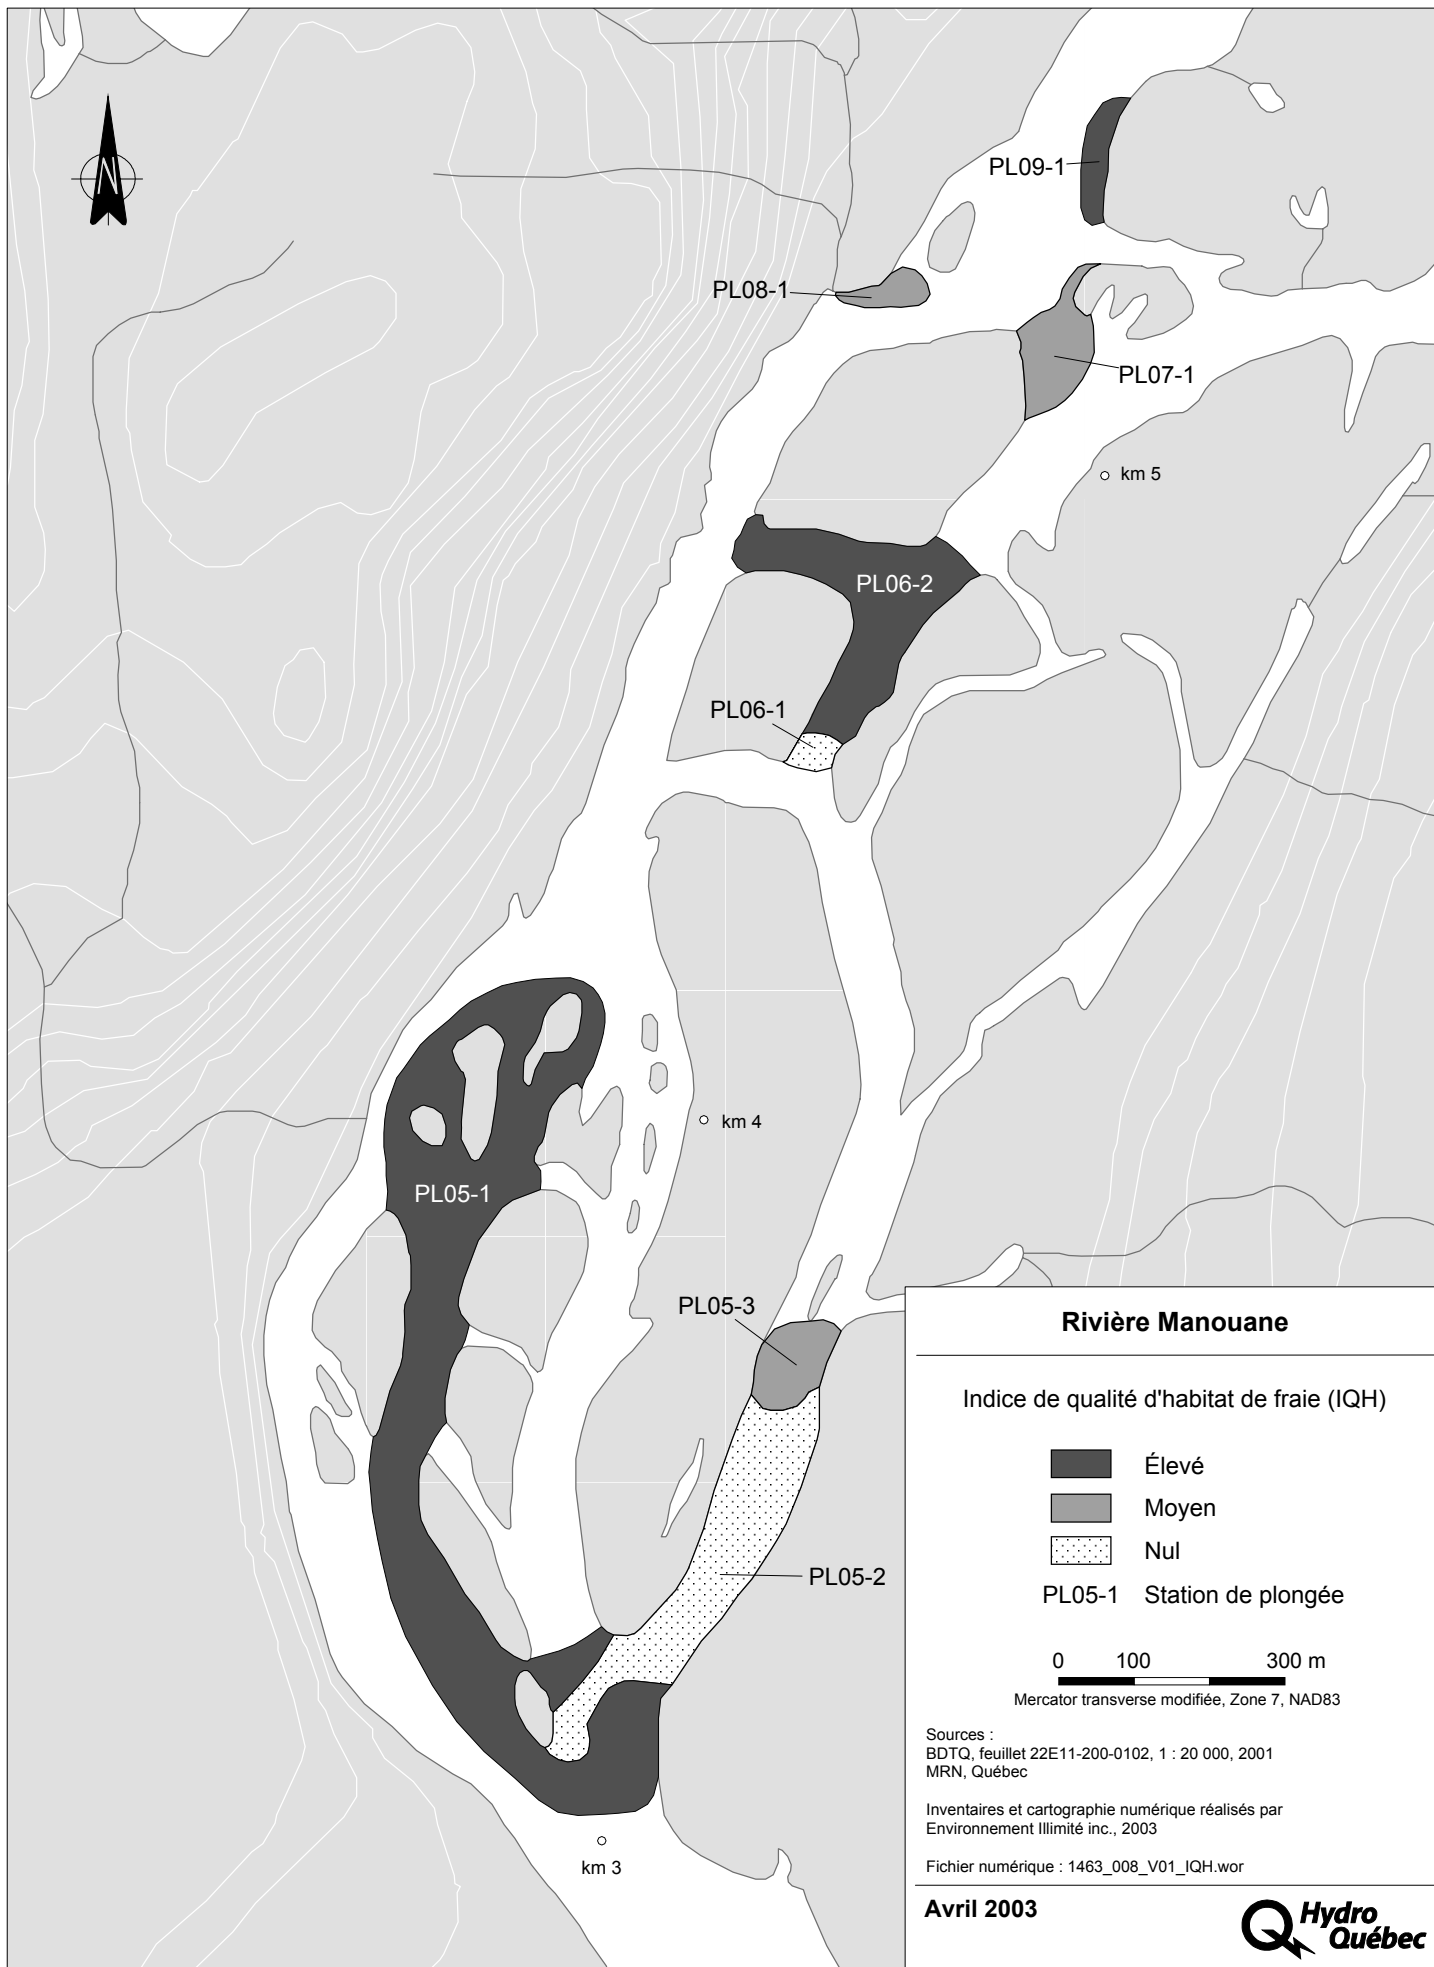 N
PL09-1
PL08-1
PL07-1
km 5
PL06-2
PL06-1
km 4
PL05-1
PL05-3
PL05-2
km 3
Rivière Manouane
Indice de qualité d'habitat de fraie (IQH)
Élevé
Moyen
Nul
PL05-1 Station de plongée
0 100 300 m
Mercator transverse modifiée, Zone 7, NAD83
Sources :
BDTQ, feuillet 22E11-200-0102, 1 : 20 000, 2001
MRN, Québec
Inventaires et cartographie numérique réalisés par
Environnement Illimité inc., 2003
Fichier numérique : 1463_008_V01_IQH.wor
Avril 2003
Hydro
Québec